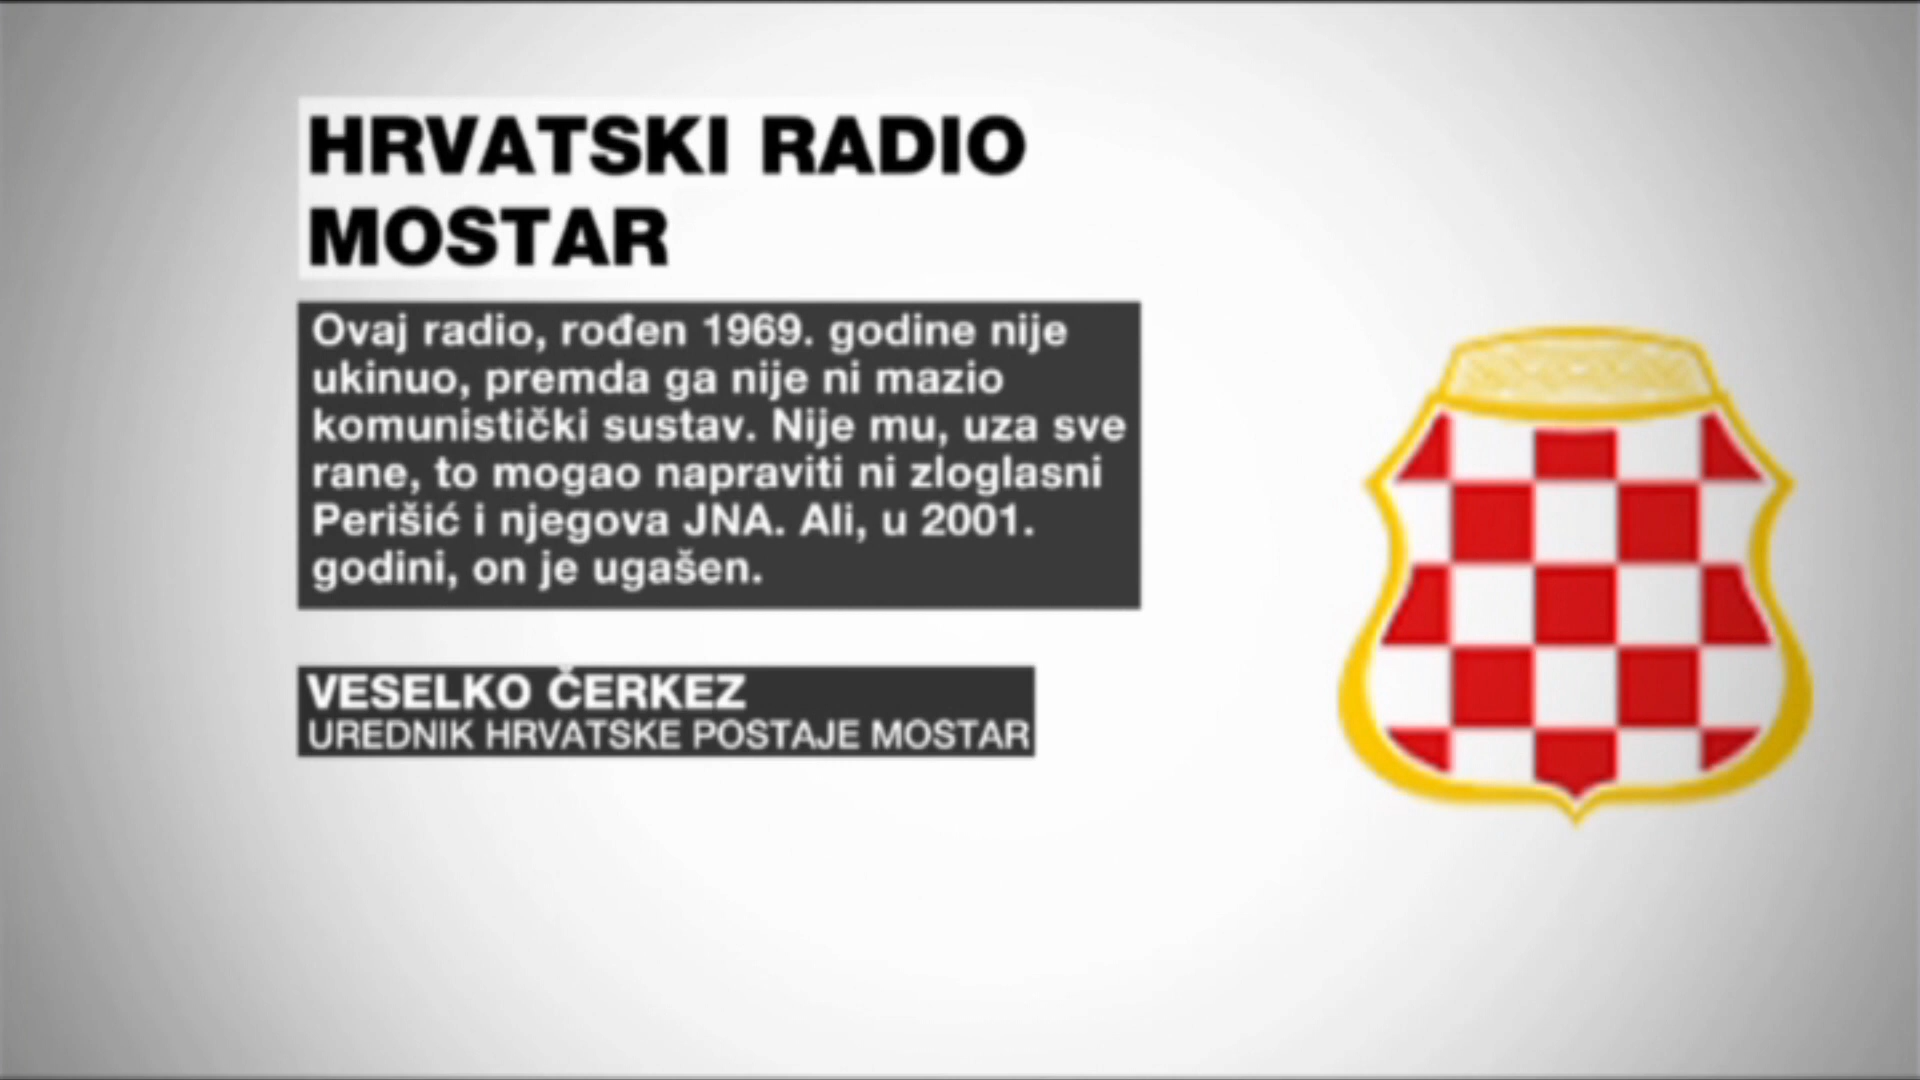 HRVATSKI RADIO
MOSTAR
Ovaj radio, rođen 1969. godine nije
ukinuo, premda ga nije ni mazio
komunistički sustav. Nije mu, uza sve
rane, to mogao napraviti ni zloglasni
Perišić i njegova JNA. Ali, u 2001.
godini, on je ugašen.
VESELKO ČERKEZ
UREDNIK HRVATSKE POSTAJE MOSTAR